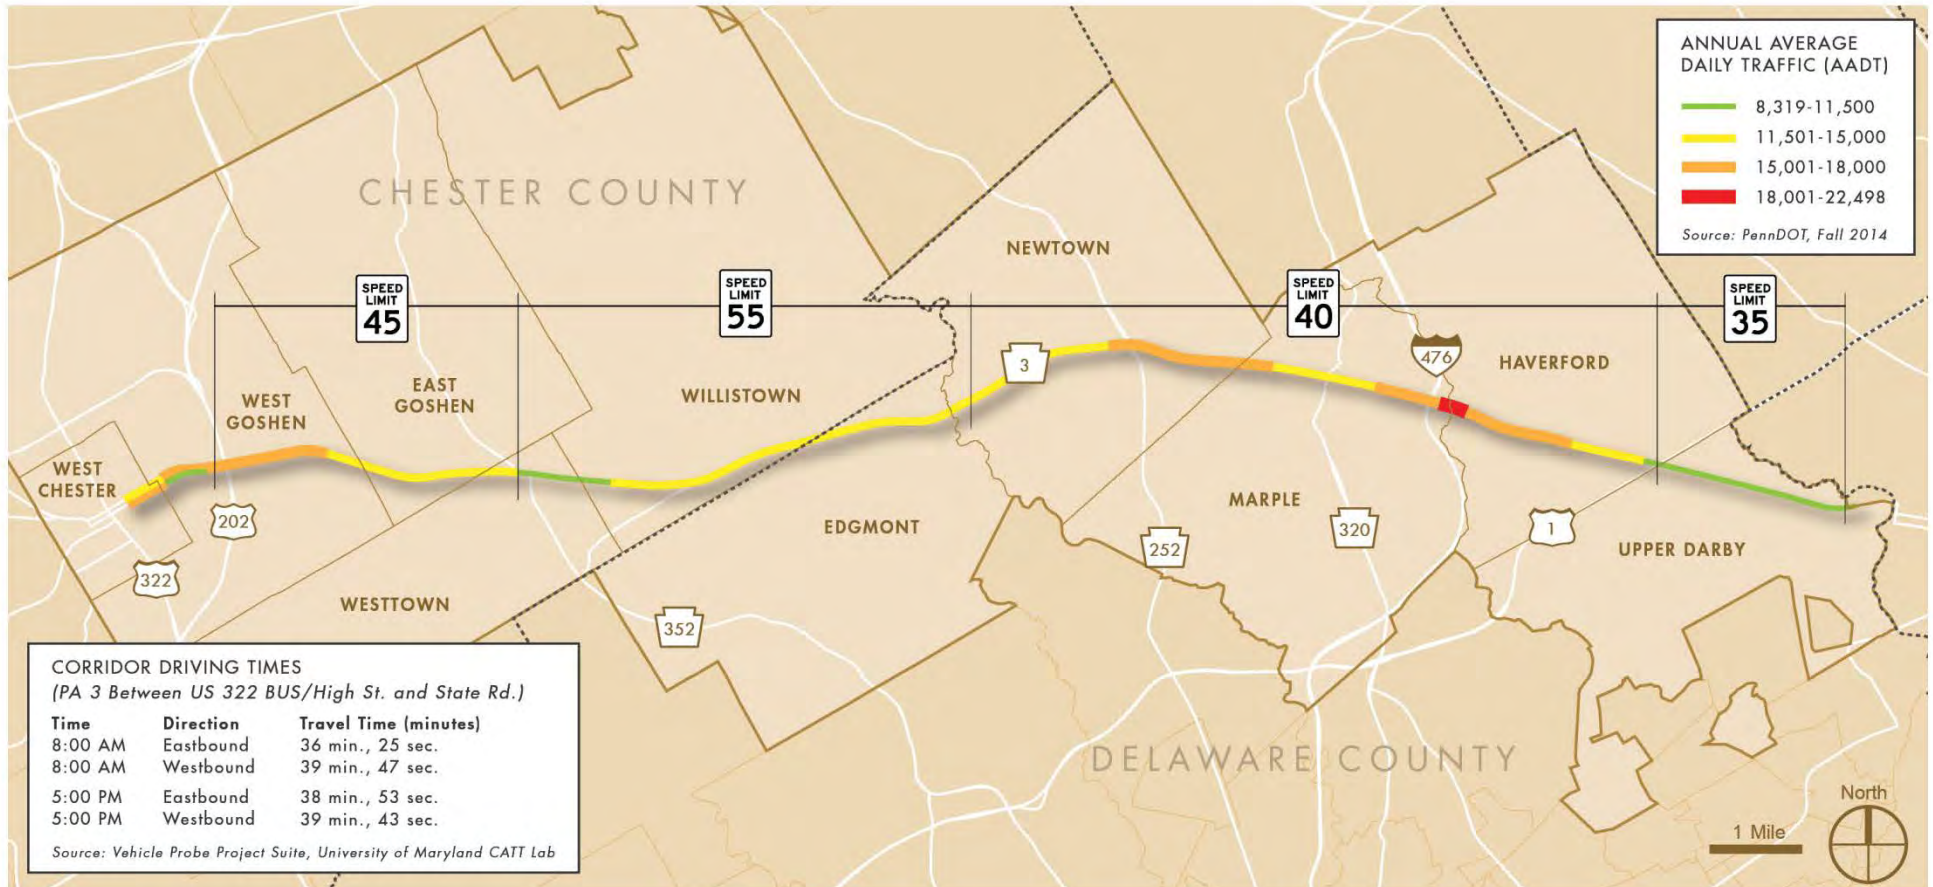 ANNUAL AVERAGE
DAILY TRAFFIC (AADT)
8,319-11,500
11,501-15,000
15,001-18,000
18,001-22,498
Source: PennDOT, Fall 2014
CHESTER COUNTY
NEWTOWN
SPEED
LIMIT
45
SPEED
LIMIT
55
SPEED
LIMIT
40
SPEED
LIMIT
35
3
476
HAVERFORD
WEST
GOSHEN
EAST
GOSHEN
WILLISTOWN
WEST
CHESTER
202
322
WESTTOWN
EDGMONT
352
MARPLE
252
320
1
UPPER DARBY
DELAWARE COUNTY
CORRIDOR DRIVING TIMES
(PA 3 Between US 322 BUS/High St. and State Rd.)
Time Direction Travel Time (minutes)
8:00 AM Eastbound 36 min., 25 sec.
8:00 AM Westbound 39 min., 47 sec.
5:00 PM Eastbound 38 min., 53 sec.
5:00 PM Westbound 39 min., 43 sec.
Source: Vehicle Probe Project Suite, University of Maryland CATT Lab
1 Mile
North